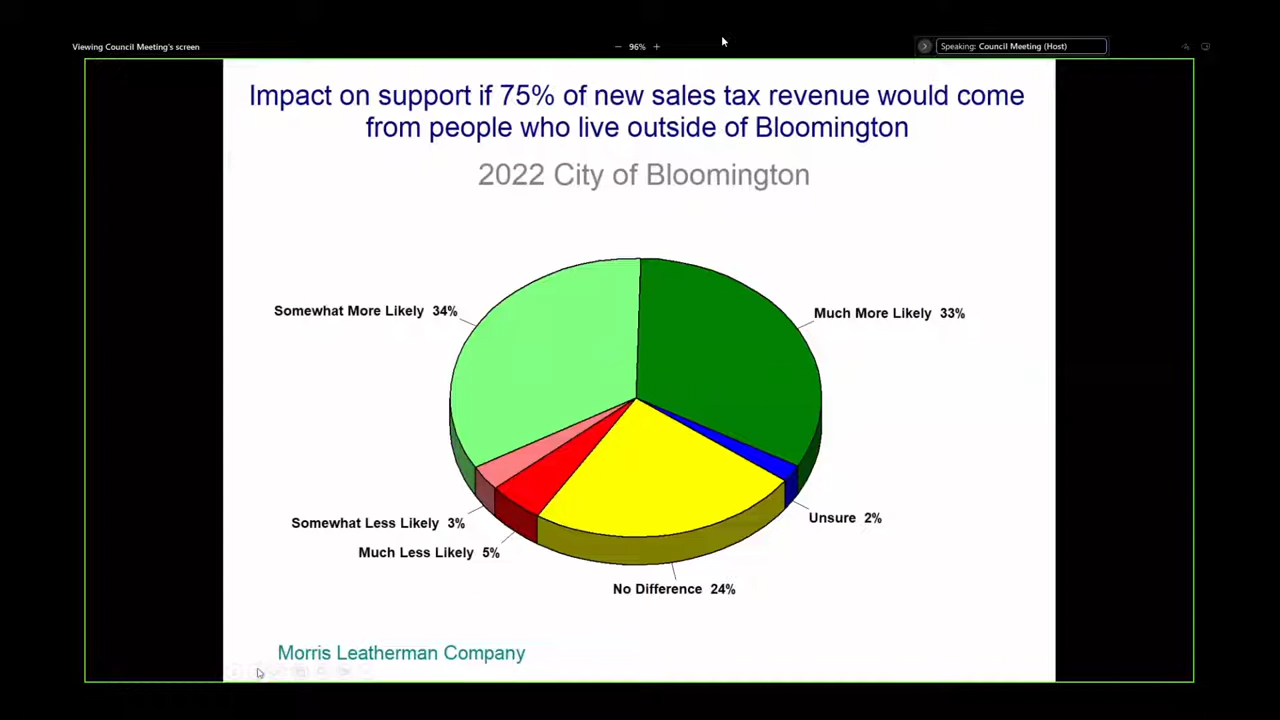 Viewing Council Meeting's screen
− 96% +
Speaking: Council Meeting (Host)
Impact on support if 75% of new sales tax revenue would come
from people who live outside of Bloomington
2022 City of Bloomington
Somewhat More Likely 34%
Much More Likely 33%
Unsure 2%
Somewhat Less Likely 3%
Much Less Likely 5%
No Difference 24%
Morris Leatherman Company